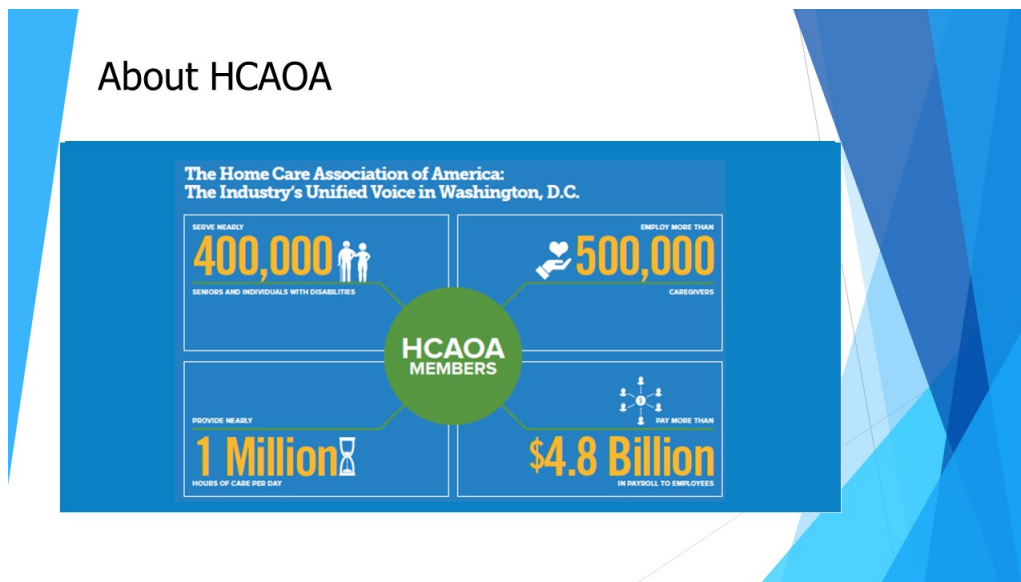 About HCAOA
The Home Care Association of America:
The Industry's Unified Voice in Washington, D.C.
SERVE NEARLY
400,000
SENIORS AND INDIVIDUALS WITH DISABILITIES
EMPLOY MORE THAN
500,000
CAREGIVERS
HCAOA
MEMBERS
PROVIDE NEARLY
1 Million
HOURS OF CARE PER DAY
$
PAY MORE THAN
$4.8 Billion
IN PAYROLL TO EMPLOYEES